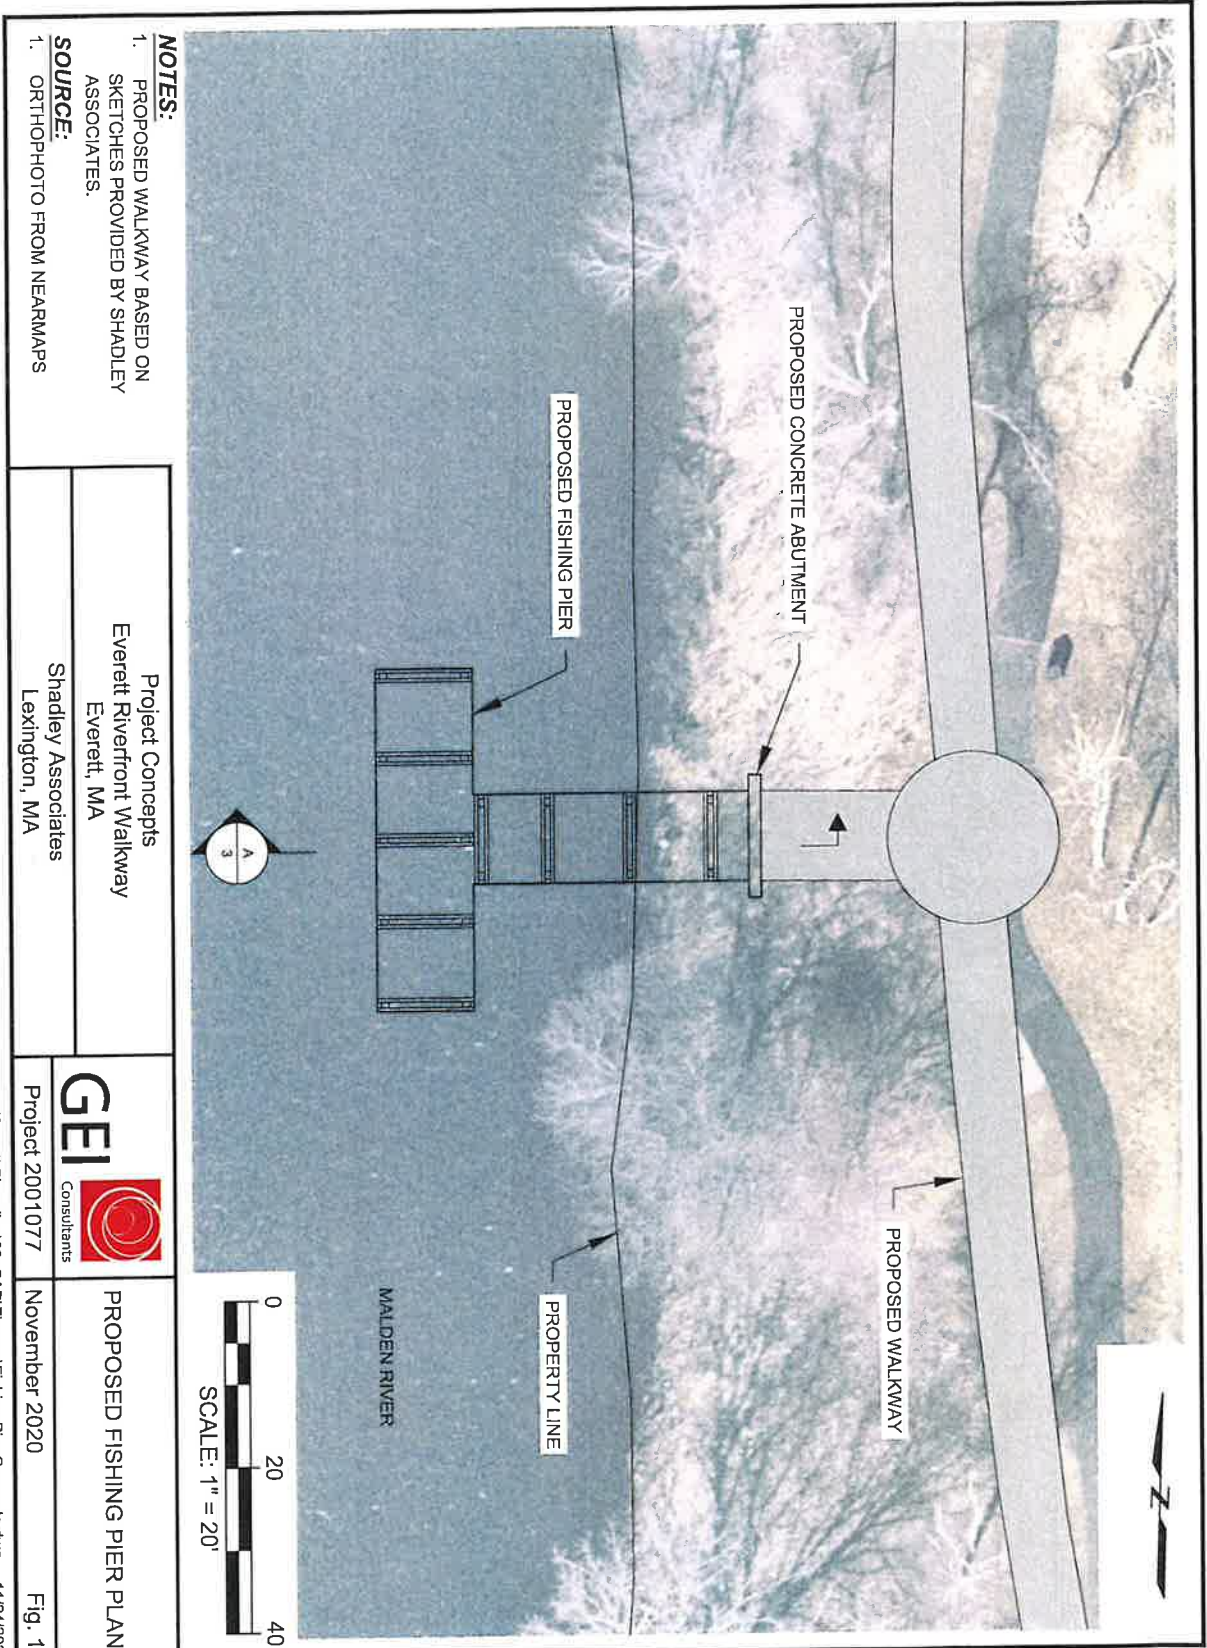 PROPOSED CONCRETE ABUTMENT
PROPOSED FISHING PIER
PROPOSED WALKWAY
PROPERTY LINE
MALDEN RIVER
Z
A
3
0 20 40
SCALE: 1" = 20'
NOTES:
1. PROPOSED WALKWAY BASED ON
SKETCHES PROVIDED BY SHADLEY
ASSOCIATES.
SOURCE:
1. ORTHOPHOTO FROM NEARMAPS
Project Concepts
Everett Riverfront Walkway
Everett, MA
Shadley Associates
Lexington, MA
GEI
Consultants
Project 2001077
PROPOSED FISHING PIER PLAN
November 2020
Fig. 1